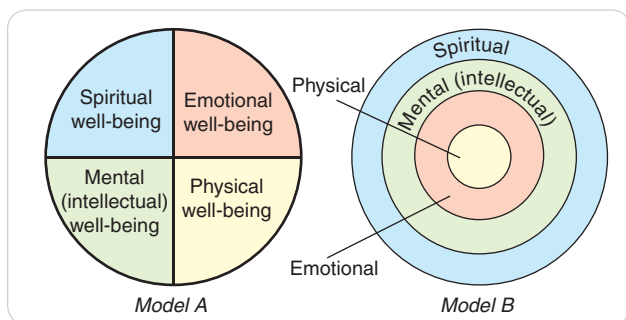 Spiritual
well-being
Emotional
well-being
Mental
(intellectual)
well-being
Physical
well-being
Model A
Spiritual
Mental (intellectual)
Physical
Emotional
Model B